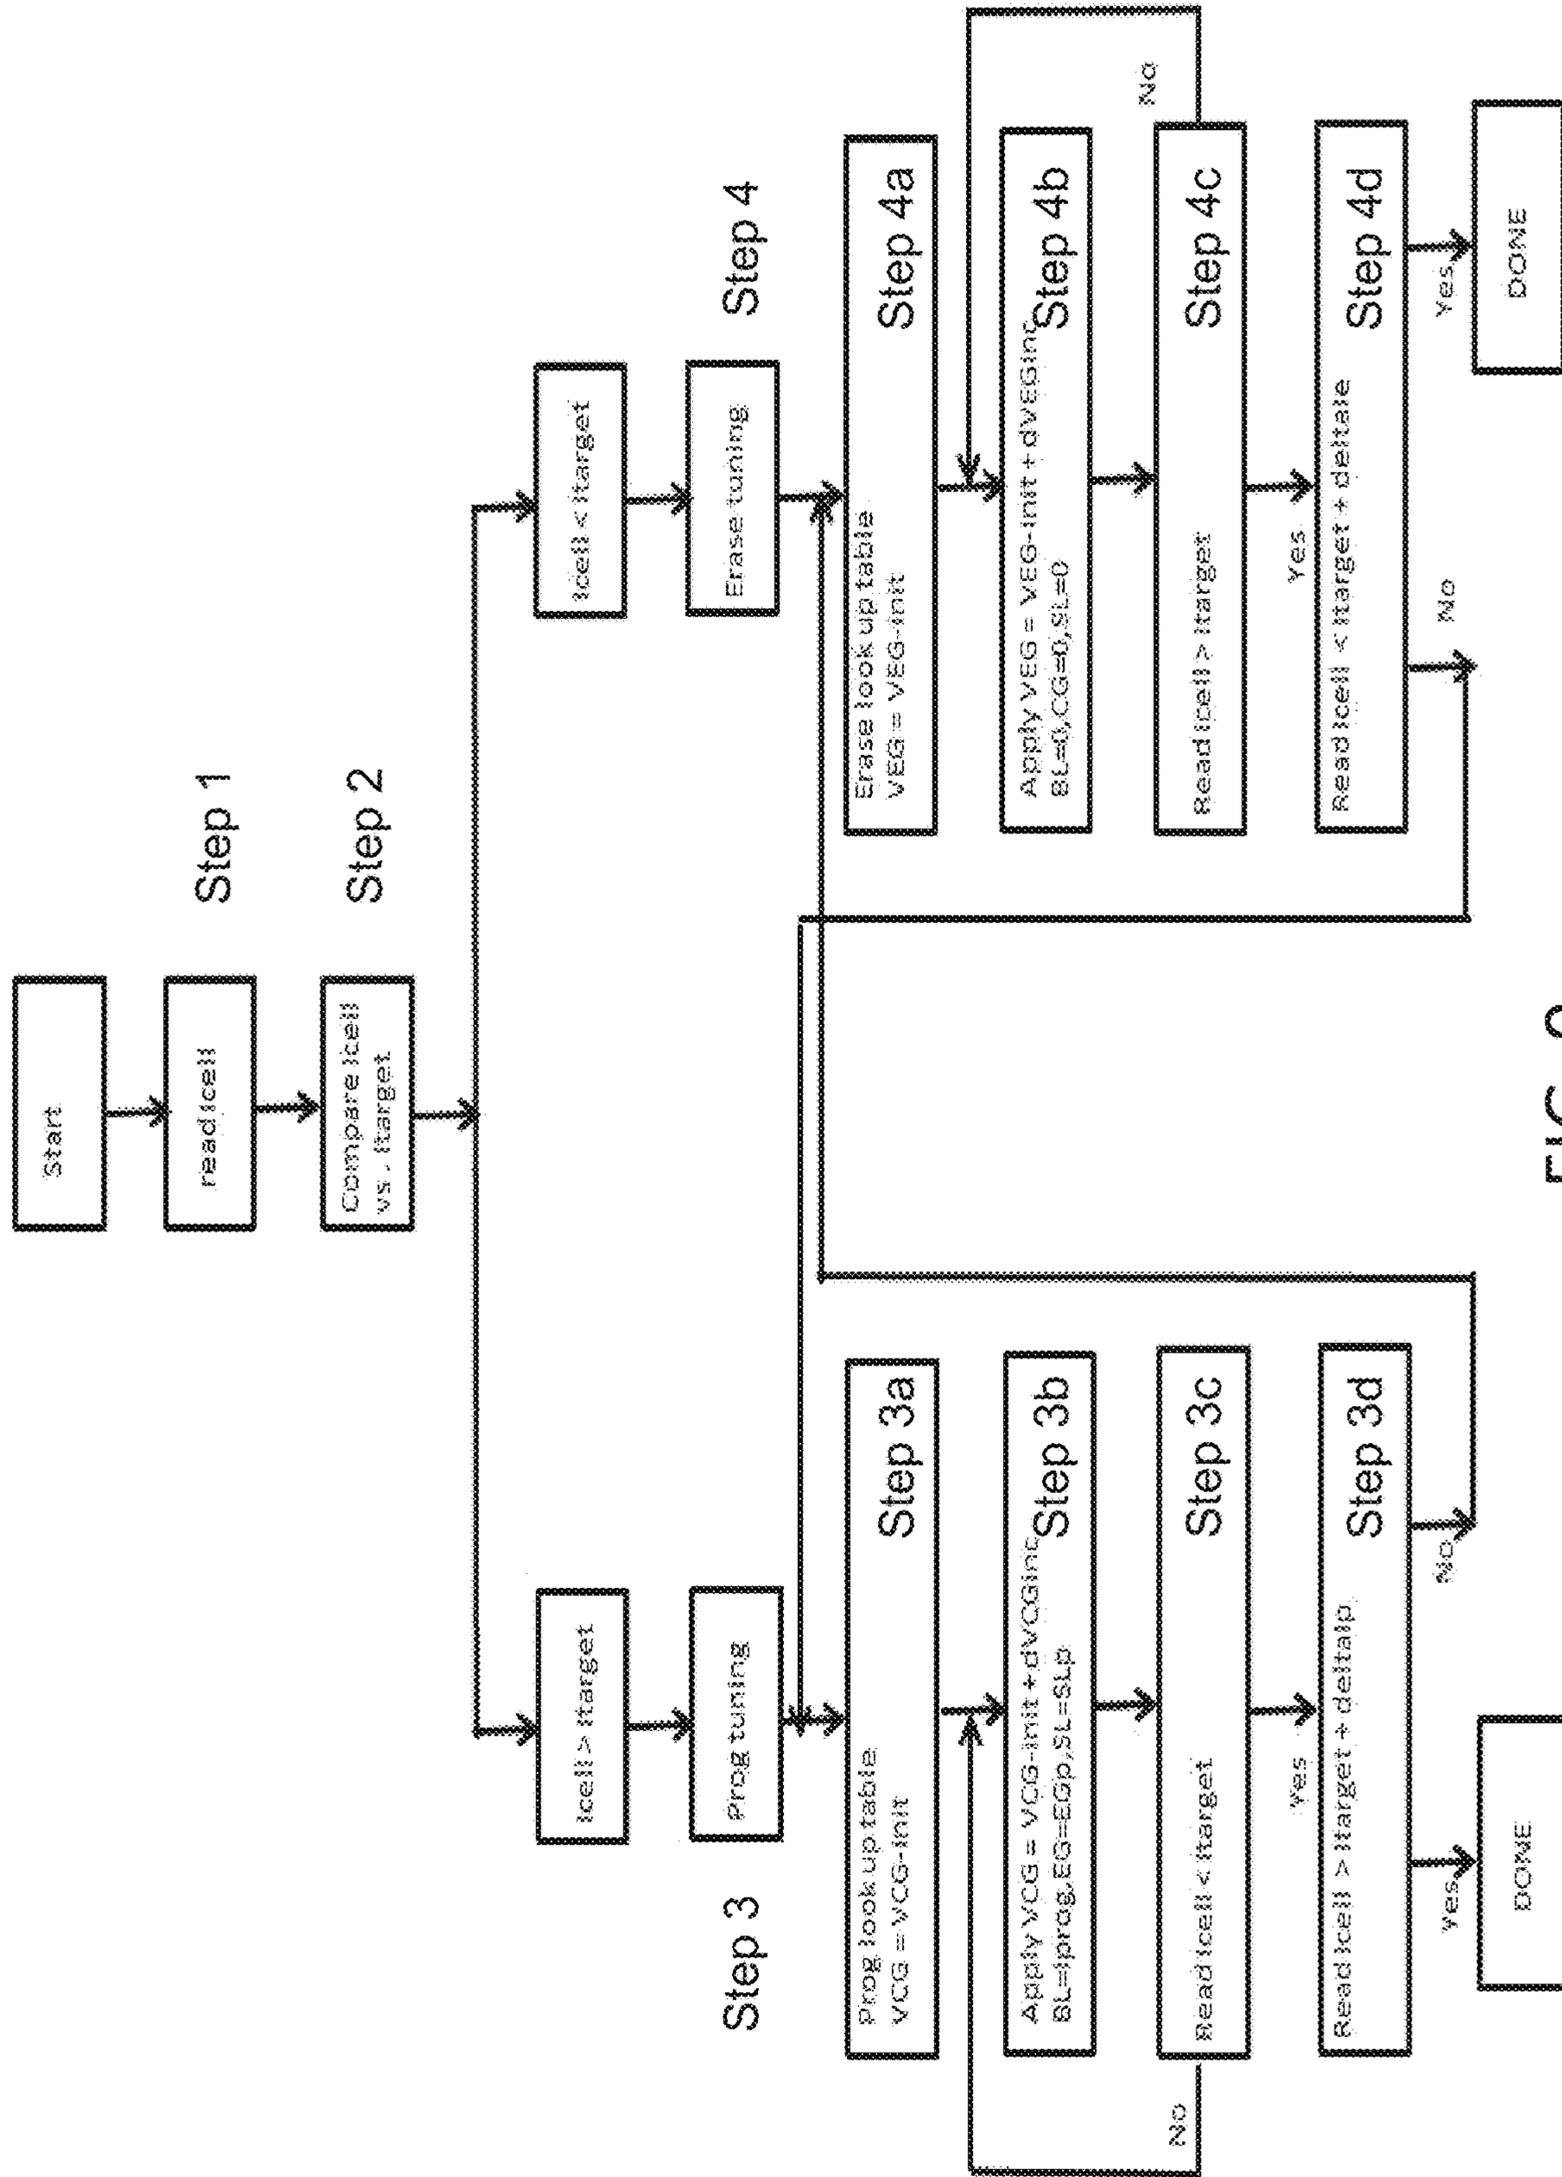 Start
read Icell
Step 1
Compare Icell
vs. Itarget
Step 2
Icell > Itarget
Icell < Itarget
Step 3
Prog tuning
Erase tuning
Step 4
Prog look up table
VCG = VCG-init
Step 3a
Erase look up table
VEG = VEG-init
Step 4a
Apply VCG = VCG-init + dVCGinc
BL=Iprog, EG=EGp, SL=SLp
Step 3b
Apply VEG = VEG-init + dVEGinc
BL=0, CG=0, SL=0
Step 4b
No
Read Icell < Itarget
Step 3c
Read Icell > Itarget
Step 4c
No
Yes
Yes
Read Icell > Itarget + deltaIp
Step 3d
Read Icell < Itarget + deltaIe
Step 4d
Yes
No
No
Yes
DONE
DONE
FIG.